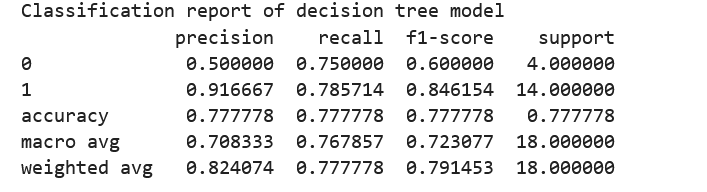 Classification report of decision tree model
precision recall f1-score support
0 0.500000 0.750000 0.600000 4.000000
1 0.916667 0.785714 0.846154 14.000000
accuracy 0.777778 0.777778 0.777778 0.777778
macro avg 0.708333 0.767857 0.723077 18.000000
weighted avg 0.824074 0.777778 0.791453 18.000000